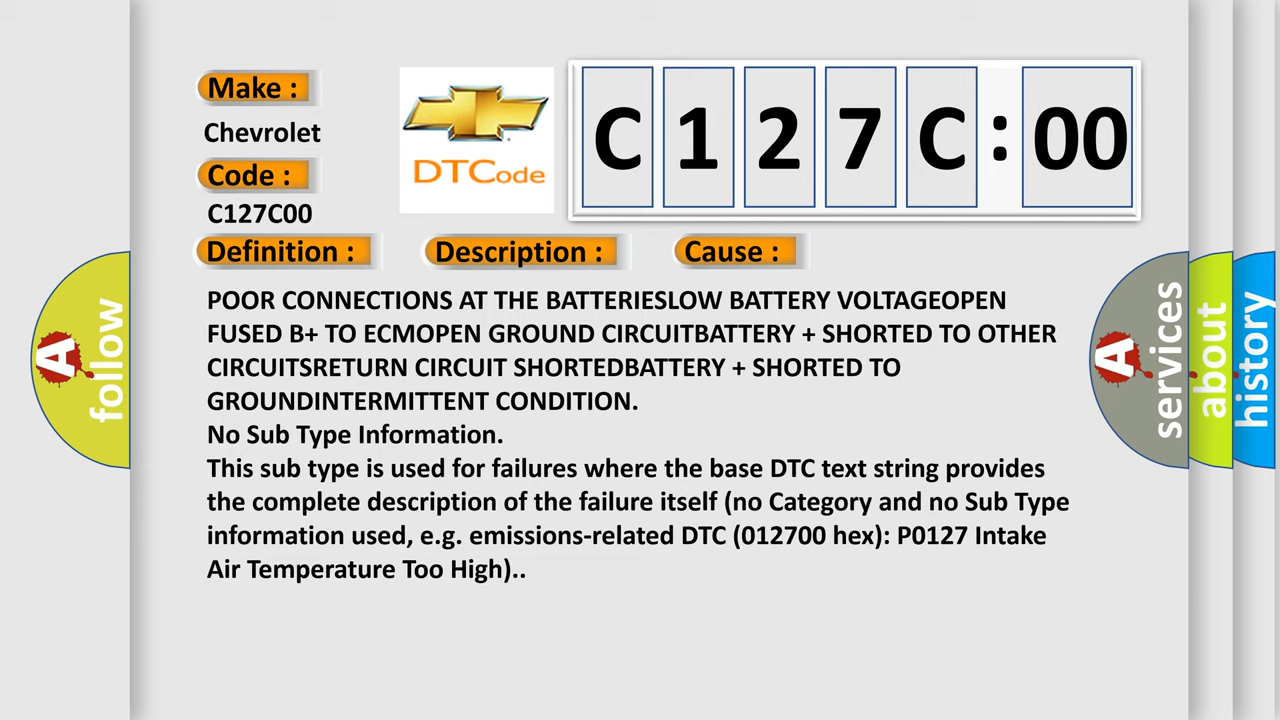 Make :
Chevrolet
Code :
C127C00
DTCode
C127C:00
Definition :
Description :
Cause :
POOR CONNECTIONS AT THE BATTERIESLOW BATTERY VOLTAGEOPEN
FUSED B+ TO ECMOPEN GROUND CIRCUITBATTERY + SHORTED TO OTHER
CIRCUITSRETURN CIRCUIT SHORTEDBATTERY + SHORTED TO
GROUNDINTERMITTENT CONDITION.
No Sub Type Information.
This sub type is used for failures where the base DTC text string provides
the complete description of the failure itself (no Category and no Sub Type
information used, e.g. emissions-related DTC (012700 hex): P0127 Intake
Air Temperature Too High)..
A
follow
A
services
about
history